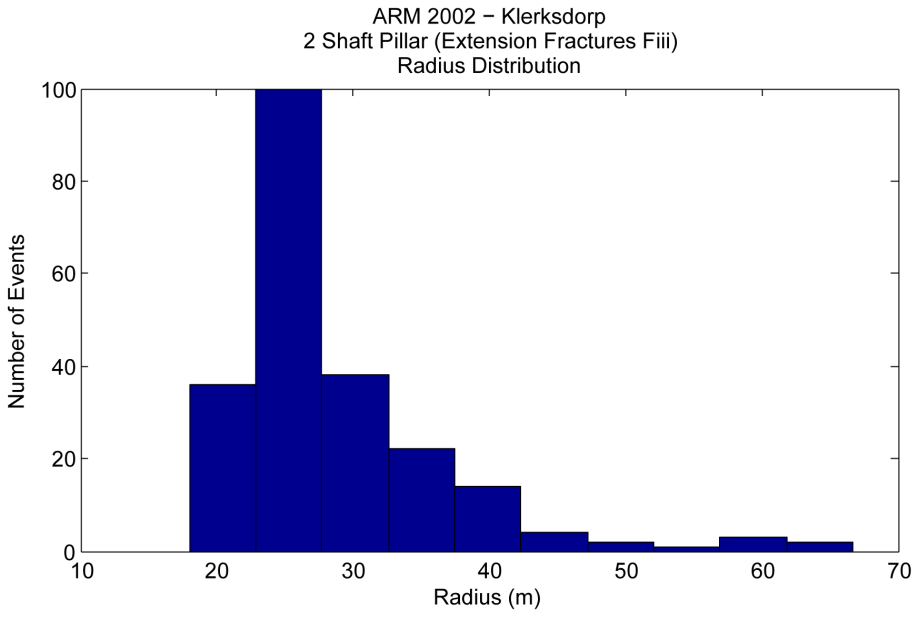 ARM 2002 − Klerksdorp
2 Shaft Pillar (Extension Fractures Fiii)
Radius Distribution
100
80
60
40
20
0
Number of Events
10 20 30 40 50 60 70
Radius (m)